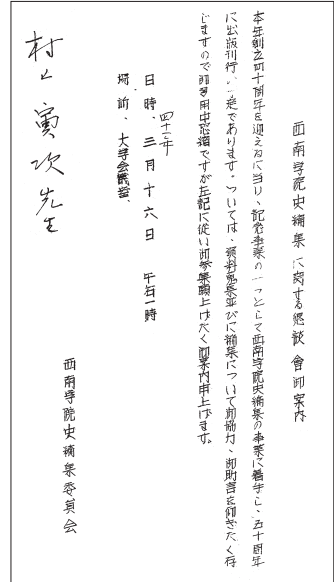 西南学院史編集に関する懇談會御案内
本年創立四十周年を迎えるに当り、記念事業の一つとして西南学院史編集の事業に着手し、五十周年
に出版刊行の予定であります。ついては、資料蒐集並びに編集について御協力、御助言を仰ぎたく存
じますので御多用中恐縮ですが左記に従い御参集願上げたく御案内申上げます。
四十一年
日時、三月十六日 午后一時
場所、大学会議室、
西南学院史編集委員会
村上寅次先生